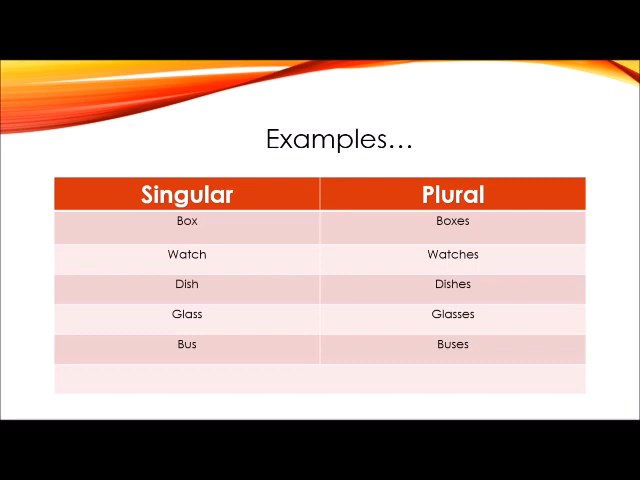 Examples…
Singular Plural
Box Boxes
Watch Watches
Dish Dishes
Glass Glasses
Bus Buses